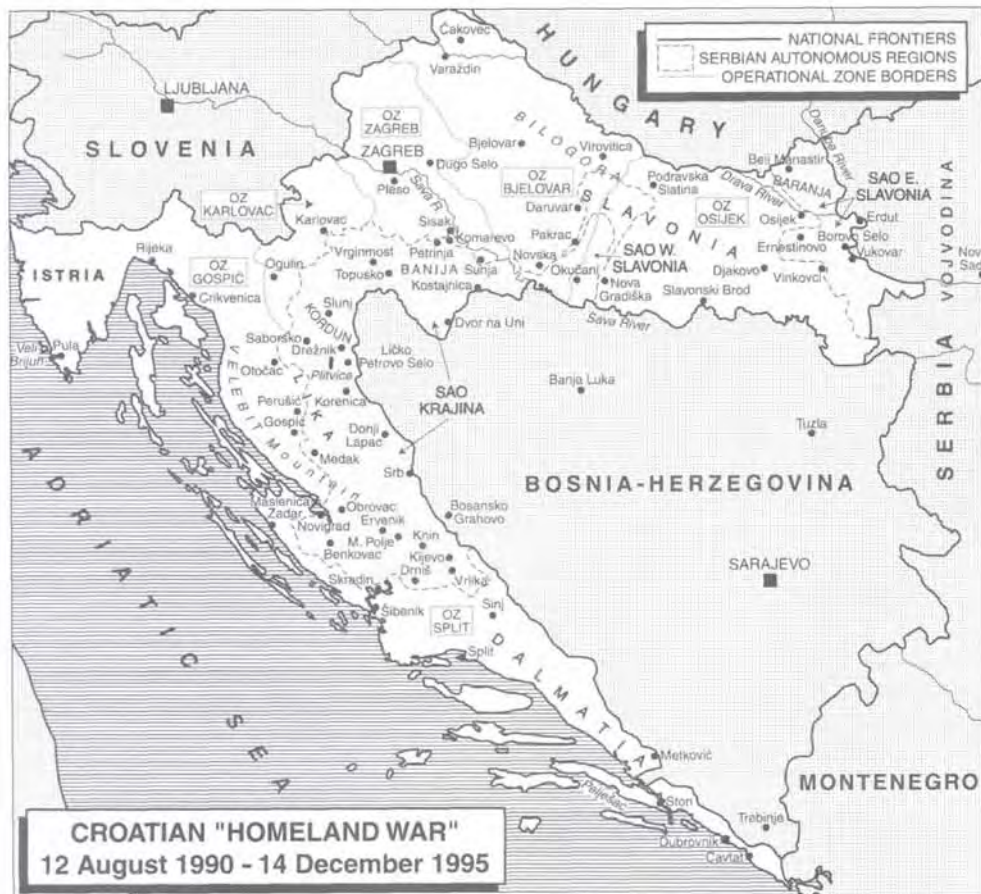 HUNGARY
NATIONAL FRONTIERS
SERBIAN AUTONOMOUS REGIONS
OPERATIONAL ZONE BORDERS
Čakovec
Varaždin
LJUBLJANA
SLOVENIA
OZ
ZAGREB
ZAGREB
Pleso
Dugo Selo
Bjelovar
BILOGORA
Virovitica
OZ
BJELOVAR
Daruvar
Pakrac
SLAVONIA
Podravska
Slatina
OZ
OSIJEK
Beli Manastir
BARANJA
Danube River
Drava River
SAO E.
SLAVONIA
Osijek
Erdut
Ernestinovo
Borovo Selo
Vukovar
Djakovo
Vinkovci
Slavonski Brod
SAO W.
SLAVONIA
Novska
Okučani
Nova
Gradiška
Sava River
SERBIA
VOJVODINA
Nov
Sad
OZ
KARLOVAC
Karlovac
Sava R.
Sisak
Komarevo
Petrinja
Vrginmost
Topusko
BANIJA
Sunja
Kostajnica
Dvor na Uni
ISTRIA
Rijeka
OZ
GOSPIĆ
Crikvenica
Ogulin
Slunj
KORDUN
Saborsko
Drežnik
Plitvice
Ličko
Petrovo Selo
Otočac
Veli
Brijun
Pula
LIKA
Korenica
Perušić
Gospić
Medak
Donji
Lapac
Srb
SAO
KRAJINA
VELEBIT Mountain
Banja Luka
Tuzla
BOSNIA-HERZEGOVINA
Bosansko
Grahovo
SARAJEVO
Maslenica
Zadar
Novigrad
Obrovac
Ervenik
M. Polje
Knin
Benkovac
Kijevo
Drniš
Vrlika
Skradin
Šibenik
OZ
SPLIT
Sinj
Split
DALMATIA
ADRIATIC SEA
Metković
Pelješac
Ston
Trebinje
Dubrovnik
Cavtat
MONTENEGRO
CROATIAN "HOMELAND WAR"
12 August 1990 - 14 December 1995